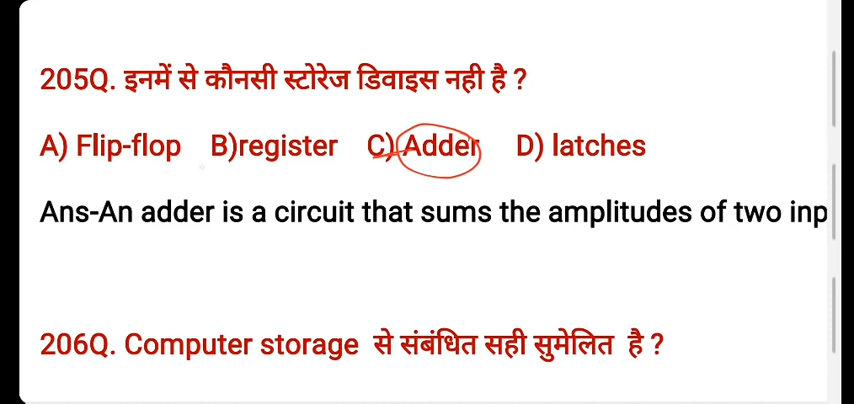 205Q. इनमें से कौनसी स्टोरेज डिवाइस नही है ?
A) Flip-flop B)register C) Adder D) latches
Ans-An adder is a circuit that sums the amplitudes of two inp
206Q. Computer storage से संबंधित सही सुमेलित है ?